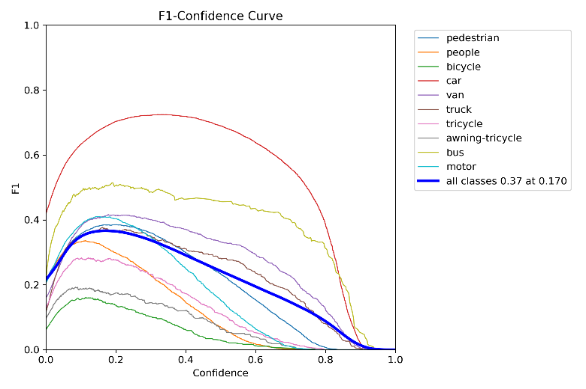 F1-Confidence Curve
1.0
0.8
0.6
0.4
0.2
0.0
F1
0.0 0.2 0.4 0.6 0.8 1.0
Confidence
pedestrian
people
bicycle
car
van
truck
tricycle
awning-tricycle
bus
motor
all classes 0.37 at 0.170